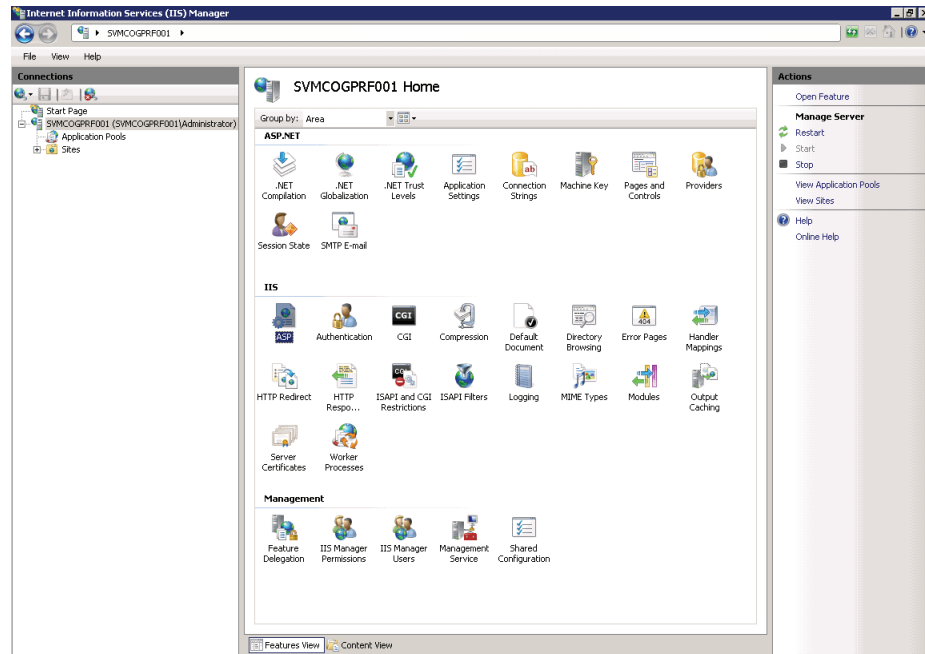 Internet Information Services (IIS) Manager
SVMCOGPRF001
File View Help
Connections
Start Page
SVMCOGPRF001 (SVMCOGPRF001\Administrator)
Application Pools
Sites
SVMCOGPRF001 Home
Group by: Area
ASP.NET
.NET Compilation
.NET Globalization
.NET Trust Levels
Application Settings
Connection Strings
Machine Key
Pages and Controls
Providers
Session State
SMTP E-mail
IIS
ASP
Authentication
CGI
Compression
Default Document
Directory Browsing
Error Pages
Handler Mappings
HTTP Redirect
HTTP Respo...
ISAPI and CGI Restrictions
ISAPI Filters
Logging
MIME Types
Modules
Output Caching
Server Certificates
Worker Processes
Management
Feature Delegation
IIS Manager Permissions
IIS Manager Users
Management Service
Shared Configuration
Features View
Content View
Actions
Open Feature
Manage Server
Restart
Start
Stop
View Application Pools
View Sites
Help
Online Help